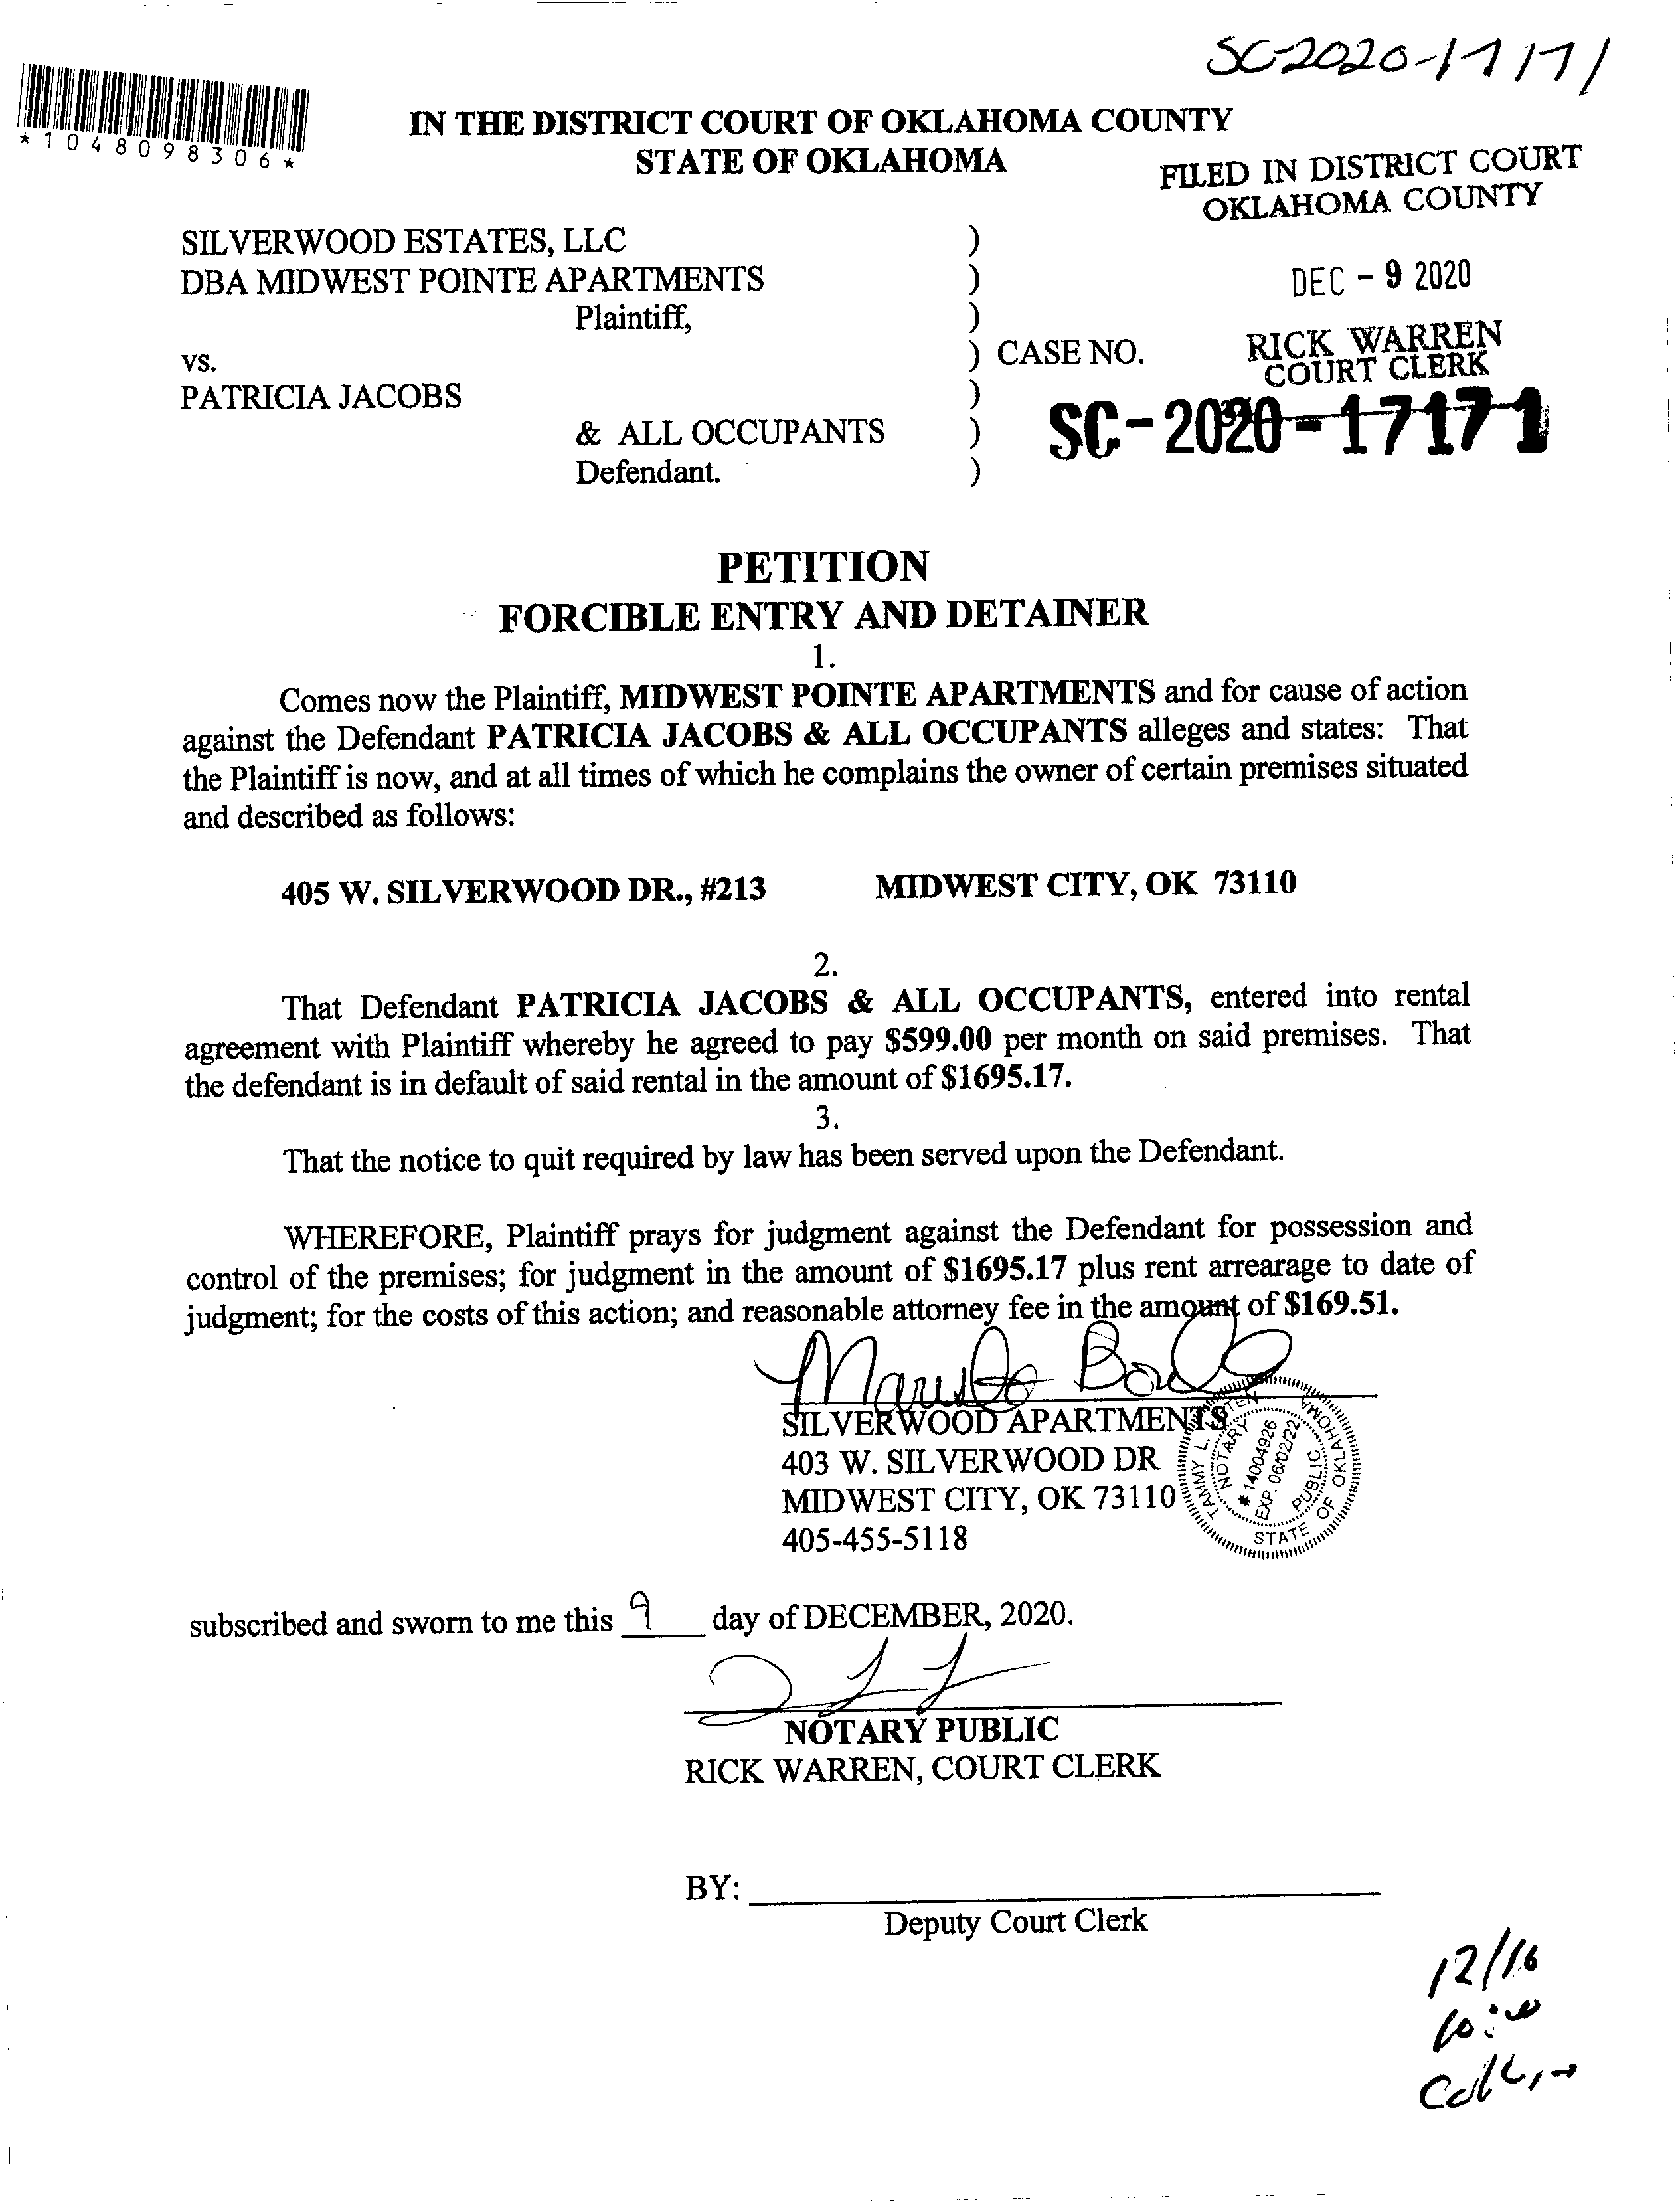 SC-2020-17171
*1048098306*
IN THE DISTRICT COURT OF OKLAHOMA COUNTY
STATE OF OKLAHOMA
FILED IN DISTRICT COURT
OKLAHOMA COUNTY
SILVERWOOD ESTATES, LLC )
DBA MIDWEST POINTE APARTMENTS )
DEC - 9 2020
Plaintiff, )
vs. ) CASE NO.
RICK WARREN
COURT CLERK
PATRICIA JACOBS )
& ALL OCCUPANTS )
SC-2020-17171
Defendant. )
PETITION
FORCIBLE ENTRY AND DETAINER
1.
Comes now the Plaintiff, MIDWEST POINTE APARTMENTS and for cause of action
against the Defendant PATRICIA JACOBS & ALL OCCUPANTS alleges and states: That
the Plaintiff is now, and at all times of which he complains the owner of certain premises situated
and described as follows:
405 W. SILVERWOOD DR., #213 MIDWEST CITY, OK 73110
2.
That Defendant PATRICIA JACOBS & ALL OCCUPANTS, entered into rental
agreement with Plaintiff whereby he agreed to pay $599.00 per month on said premises. That
the defendant is in default of said rental in the amount of $1695.17.
3.
That the notice to quit required by law has been served upon the Defendant.
WHEREFORE, Plaintiff prays for judgment against the Defendant for possession and
control of the premises; for judgment in the amount of $1695.17 plus rent arrearage to date of
judgment; for the costs of this action; and reasonable attorney fee in the amount of $169.51.
SILVERWOOD APARTMENTS
403 W. SILVERWOOD DR
MIDWEST CITY, OK 73110
405-455-5118
TAMMY L.
NOTARY PUBLIC
# 14004926
EXP. 06/02/22
STATE OF OKLAHOMA
subscribed and sworn to me this 9 day of DECEMBER, 2020.
NOTARY PUBLIC
RICK WARREN, COURT CLERK
BY:
Deputy Court Clerk
12/16